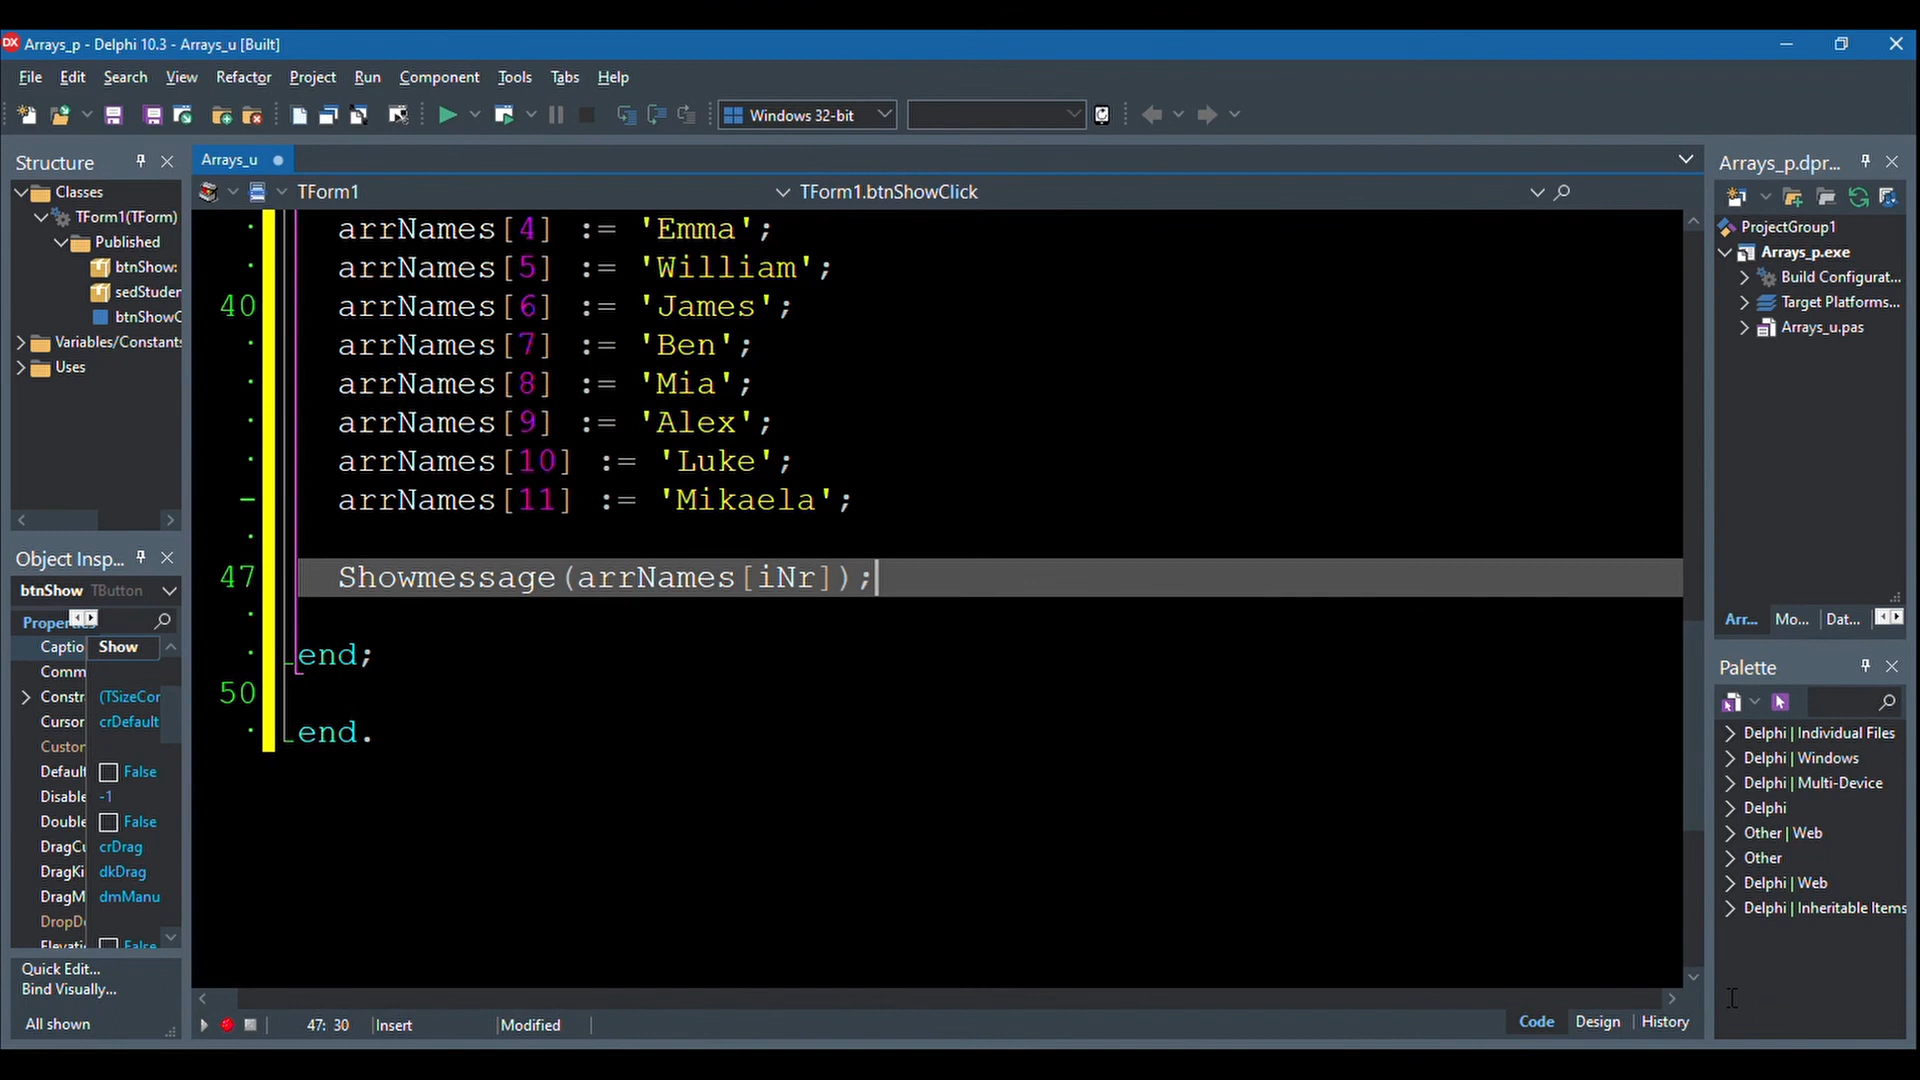 Arrays_p - Delphi 10.3 - Arrays_u [Built]
File Edit Search View Refactor Project Run Component Tools Tabs Help
Windows 32-bit
Structure
Classes
TForm1(TForm)
Published
btnShow:
sedStuden
btnShowC
Variables/Constants
Uses
Object Insp...
btnShow TButton
Propert
Captio Show
Comm
Constr (TSizeCor
Cursor crDefault
Custor
Default False
Disable -1
Double False
DragCu crDrag
DragKi dkDrag
DragM dmManu
DropDo
Elevati False
Quick Edit...
Bind Visually...
All shown
Arrays_u
TForm1 TForm1.btnShowClick
arrNames[4] := 'Emma';
arrNames[5] := 'William';
40 arrNames[6] := 'James';
arrNames[7] := 'Ben';
arrNames[8] := 'Mia';
arrNames[9] := 'Alex';
arrNames[10] := 'Luke';
arrNames[11] := 'Mikaela';
47 Showmessage(arrNames[iNr]);
end;
50
end.
47: 30 Insert Modified
Code Design History
Arrays_p.dpr...
ProjectGroup1
Arrays_p.exe
Build Configurat...
Target Platforms...
Arrays_u.pas
Arr... Mo... Dat...
Palette
Delphi | Individual Files
Delphi | Windows
Delphi | Multi-Device
Delphi
Other | Web
Other
Delphi | Web
Delphi | Inheritable Items